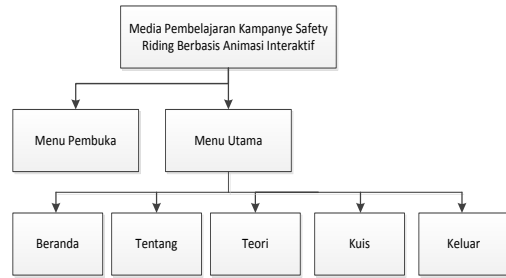 Media Pembelajaran Kampanye Safety
Riding Berbasis Animasi Interaktif
Menu Pembuka
Menu Utama
Beranda
Tentang
Teori
Kuis
Keluar